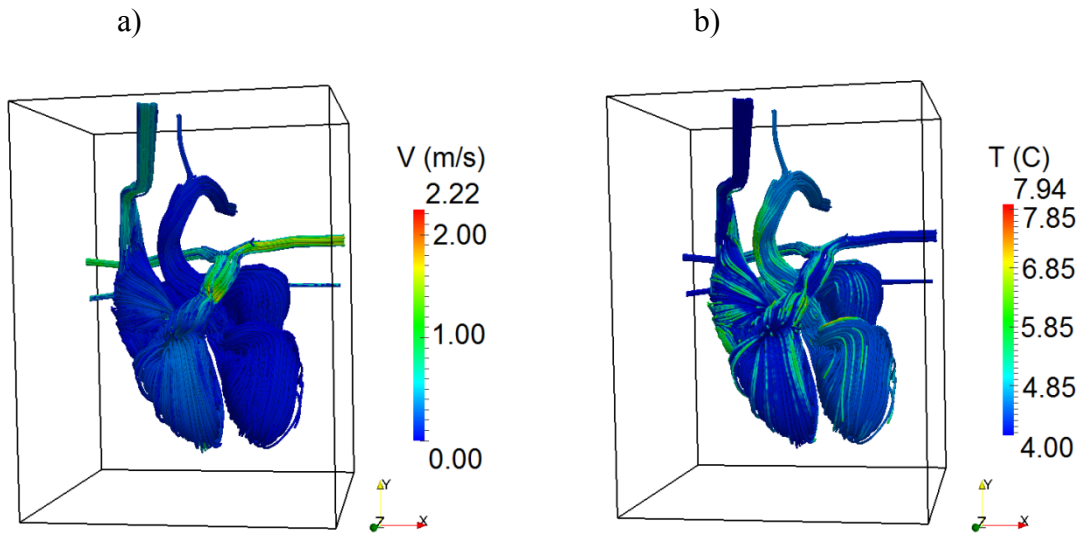 a)
b)
V (m/s)
2.22
2.00
1.00
0.00
Y
Z
X
T (C)
7.94
7.85
6.85
5.85
4.85
4.00
Y
Z
X